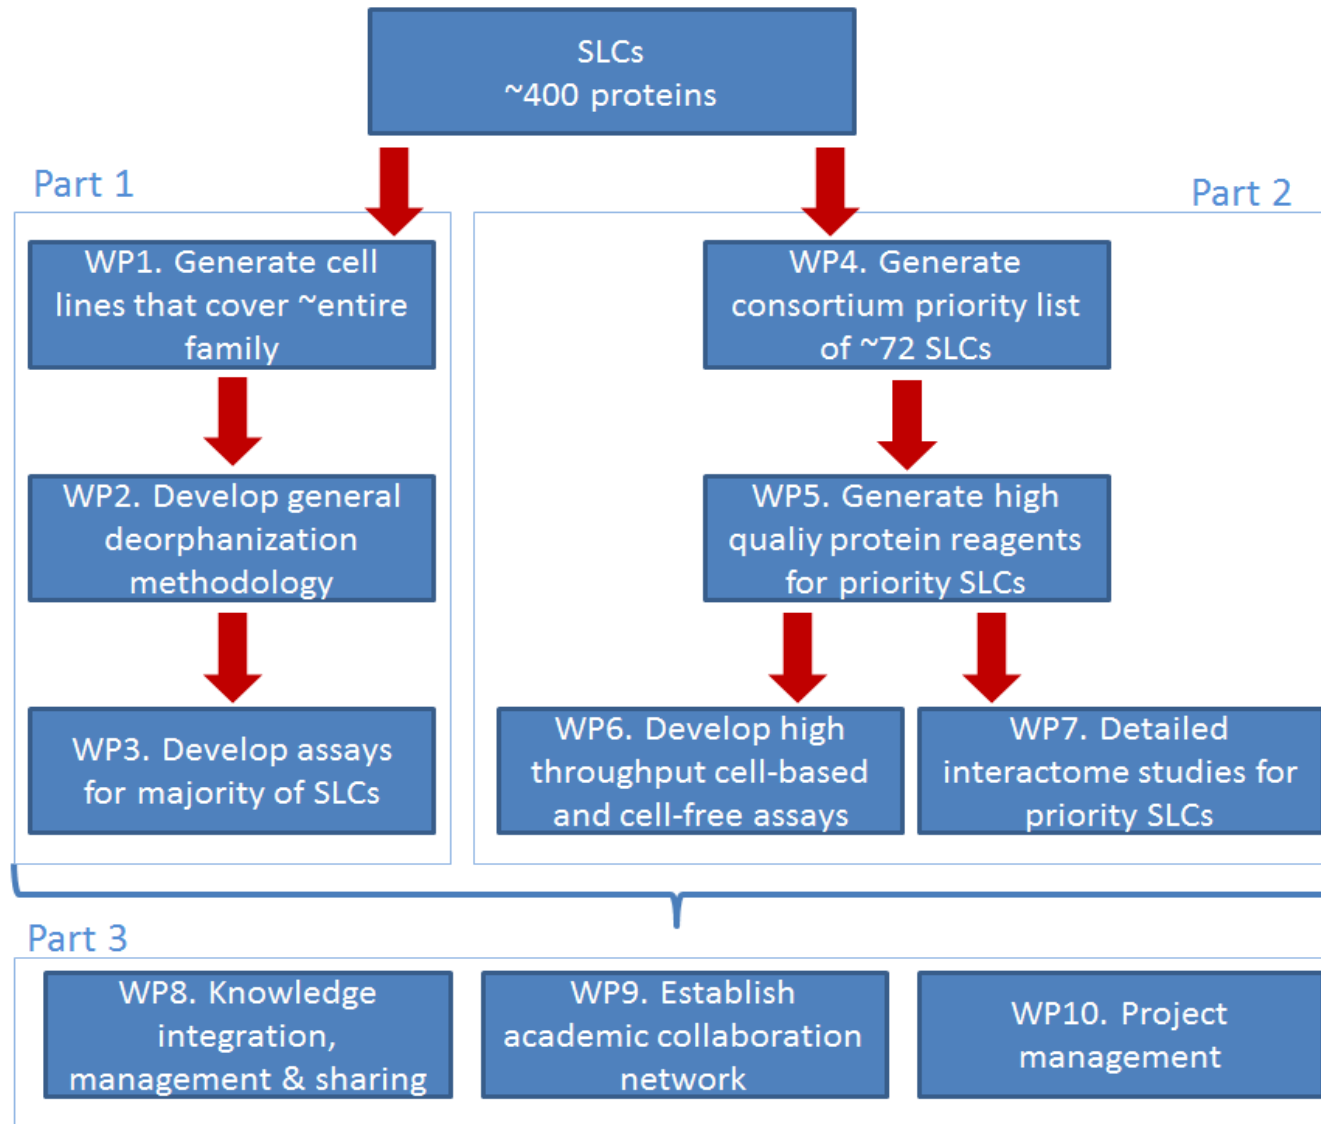 SLCs
~400 proteins
Part 1
Part 2
WP1. Generate cell
lines that cover ~entire
family
WP4. Generate
consortium priority list
of ~72 SLCs
WP2. Develop general
deorphanization
methodology
WP5. Generate high
qualiy protein reagents
for priority SLCs
WP3. Develop assays
for majority of SLCs
WP6. Develop high
throughput cell-based
and cell-free assays
WP7. Detailed
interactome studies for
priority SLCs
Part 3
WP8. Knowledge
integration,
management & sharing
WP9. Establish
academic collaboration
network
WP10. Project
management